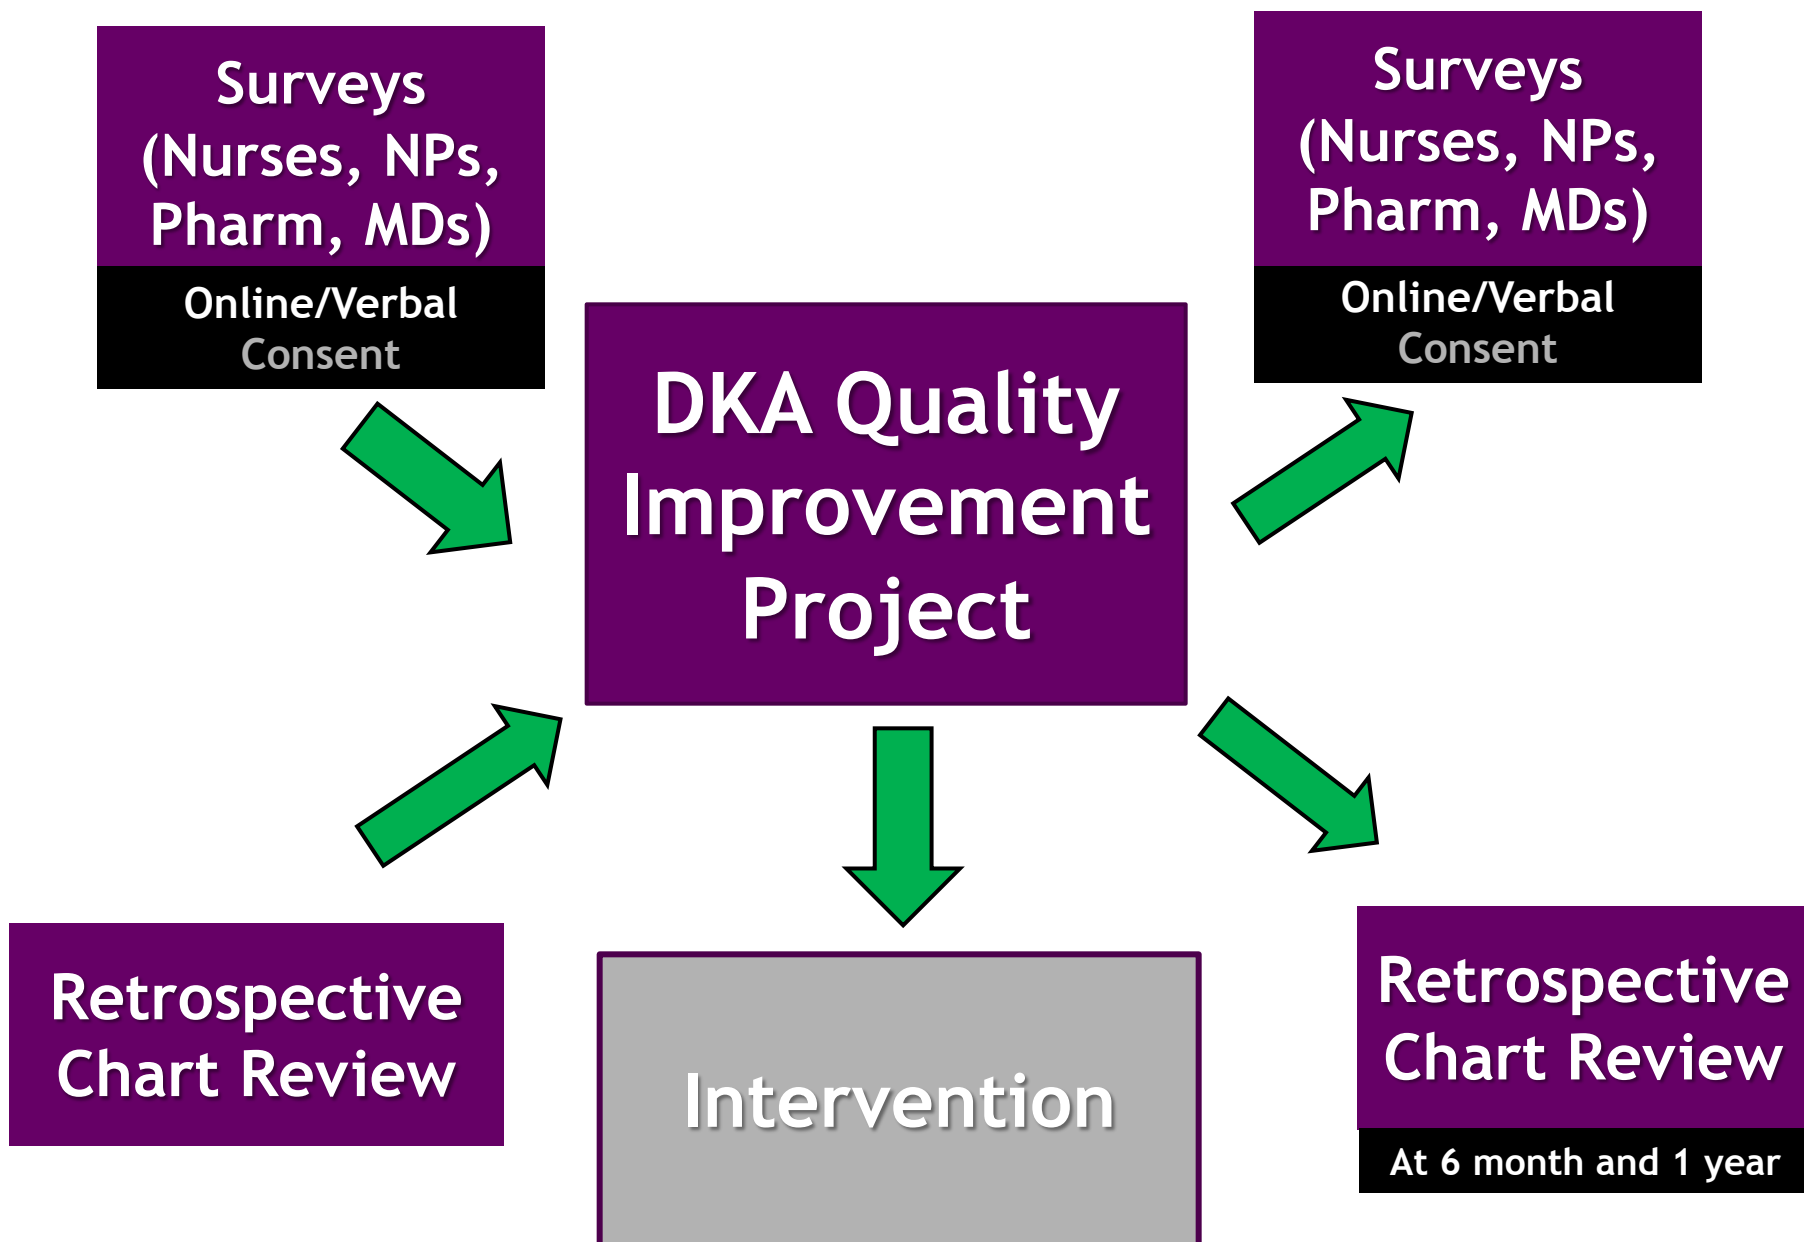 Surveys
(Nurses, NPs,
Pharm, MDs)
Online/Verbal
Consent
Surveys
(Nurses, NPs,
Pharm, MDs)
Online/Verbal
Consent
DKA Quality
Improvement
Project
Retrospective
Chart Review
Intervention
Retrospective
Chart Review
At 6 month and 1 year